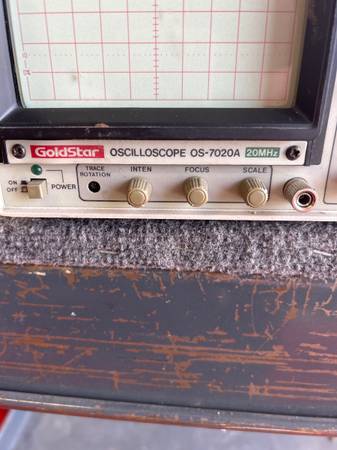 GoldStar OSCILLOSCOPE OS-7020A 20MHz
ON
OFF
POWER
TRACE
ROTATION
INTEN
FOCUS
SCALE